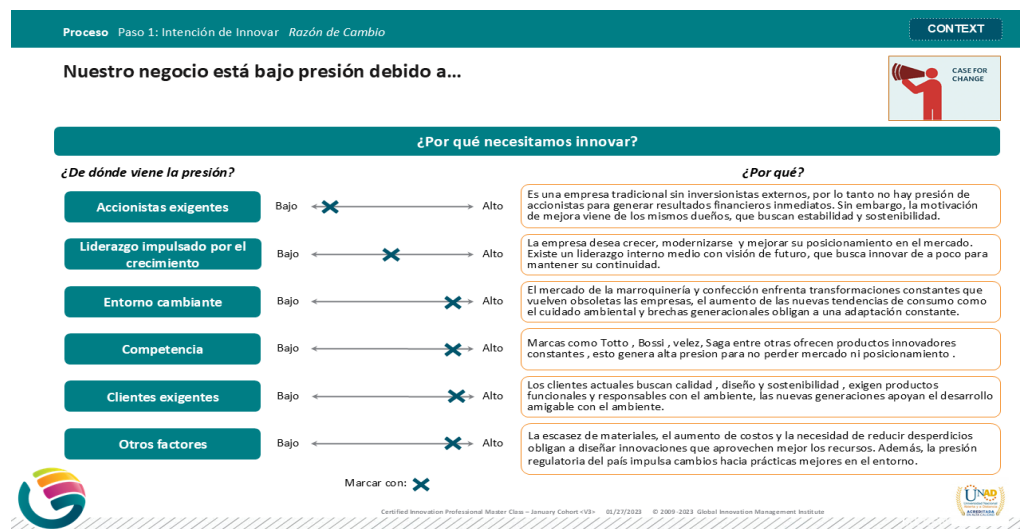 Proceso Paso 1: Intención de Innovar Razón de Cambio
CONTEXT
Nuestro negocio está bajo presión debido a...
CASE FOR
CHANGE
¿Por qué necesitamos innovar?
¿De dónde viene la presión?
¿Por qué?
Accionistas exigentes
Bajo
Alto
Es una empresa tradicional sin inversionistas externos, por lo tanto no hay presión de
accionistas para generar resultados financieros inmediatos. Sin embargo, la motivación
de mejora viene de los mismos dueños, que buscan estabilidad y sostenibilidad.
Liderazgo impulsado por el
crecimiento
Bajo
Alto
La empresa desea crecer, modernizarse y mejorar su posicionamiento en el mercado.
Existe un liderazgo interno medio con visión de futuro, que busca innovar de a poco para
mantener su continuidad.
Entorno cambiante
Bajo
Alto
El mercado de la marroquinería y confección enfrenta transformaciones constantes que
vuelven obsoletas las empresas, el aumento de las nuevas tendencias de consumo como
el cuidado ambiental y brechas generacionales obligan a una adaptación constante.
Competencia
Bajo
Alto
Marcas como Totto , Bossi , velez, Saga entre otras ofrecen productos innovadores
constantes , esto genera alta presion para no perder mercado ni posicionamiento .
Clientes exigentes
Bajo
Alto
Los clientes actuales buscan calidad , diseño y sostenibilidad , exigen productos
funcionales y responsables con el ambiente, las nuevas generaciones apoyan el desarrollo
amigable con el ambiente.
Otros factores
Bajo
Alto
La escasez de materiales, el aumento de costos y la necesidad de reducir desperdicios
obligan a diseñar innovaciones que aprovechen mejor los recursos. Además, la presión
regulatoria del país impulsa cambios hacia prácticas mejores en el entorno.
Marcar con:
Certified Innovation Professional Master Class – January Cohort <V3> 01/27/2023 © 2009-2023 Global Innovation Management Institute
UNAD
ACREDITADA